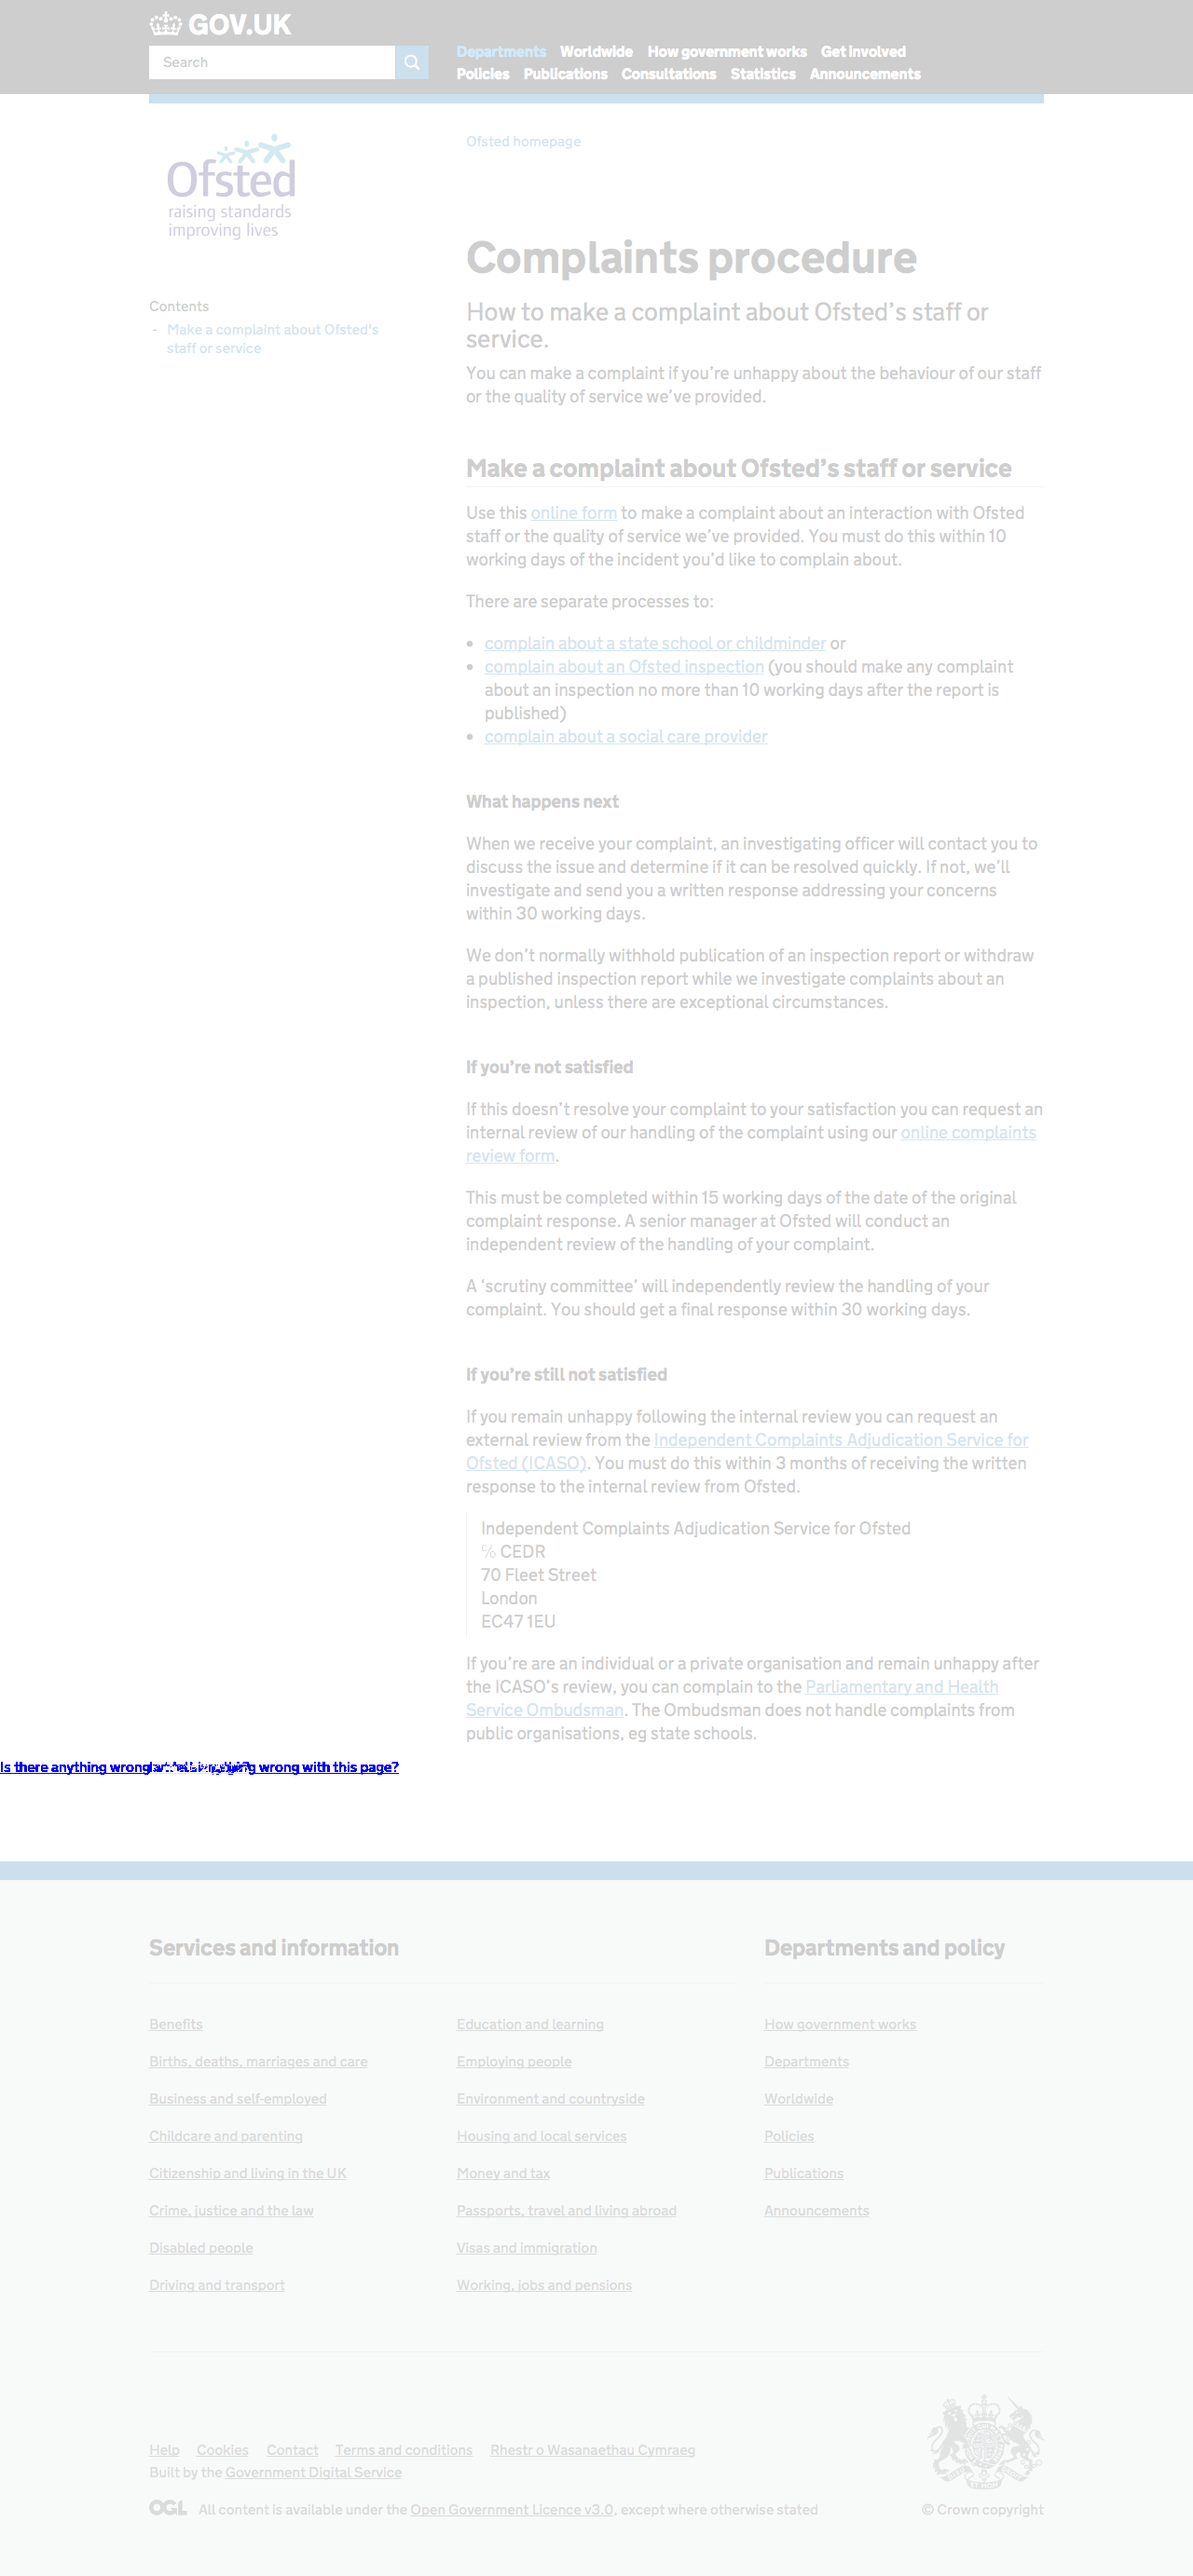 GOV.UK
Search
Departments Worldwide How government works Get involved
Policies Publications Consultations Statistics Announcements
Ofsted
raising standards
improving lives
Ofsted homepage
Complaints procedure
Contents
- Make a complaint about Ofsted's
staff or service
How to make a complaint about Ofsted’s staff or
service.
You can make a complaint if you’re unhappy about the behaviour of our staff
or the quality of service we’ve provided.
Make a complaint about Ofsted’s staff or service
Use this online form to make a complaint about an interaction with Ofsted
staff or the quality of service we’ve provided. You must do this within 10
working days of the incident you’d like to complain about.
There are separate processes to:
• complain about a state school or childminder or
• complain about an Ofsted inspection (you should make any complaint
about an inspection no more than 10 working days after the report is
published)
• complain about a social care provider
What happens next
When we receive your complaint, an investigating officer will contact you to
discuss the issue and determine if it can be resolved quickly. If not, we’ll
investigate and send you a written response addressing your concerns
within 30 working days.
We don’t normally withhold publication of an inspection report or withdraw
a published inspection report while we investigate complaints about an
inspection, unless there are exceptional circumstances.
If you’re not satisfied
If this doesn’t resolve your complaint to your satisfaction you can request an
internal review of our handling of the complaint using our online complaints
review form.
This must be completed within 15 working days of the date of the original
complaint response. A senior manager at Ofsted will conduct an
independent review of the handling of your complaint.
A ‘scrutiny committee’ will independently review the handling of your
complaint. You should get a final response within 30 working days.
If you’re still not satisfied
If you remain unhappy following the internal review you can request an
external review from the Independent Complaints Adjudication Service for
Ofsted (ICASO). You must do this within 3 months of receiving the written
response to the internal review from Ofsted.
Independent Complaints Adjudication Service for Ofsted
℅ CEDR
70 Fleet Street
London
EC47 1EU
If you’re are an individual or a private organisation and remain unhappy after
the ICASO’s review, you can complain to the Parliamentary and Health
Service Ombudsman. The Ombudsman does not handle complaints from
public organisations, eg state schools.
Is there anything wrong wrong with this page?
Services and information
Departments and policy
Benefits
Births, deaths, marriages and care
Business and self-employed
Childcare and parenting
Citizenship and living in the UK
Crime, justice and the law
Disabled people
Driving and transport
Education and learning
Employing people
Environment and countryside
Housing and local services
Money and tax
Passports, travel and living abroad
Visas and immigration
Working, jobs and pensions
How government works
Departments
Worldwide
Policies
Publications
Announcements
Help Cookies Contact Terms and conditions Rhestr o Wasanaethau Cymraeg
Built by the Government Digital Service
OGL All content is available under the Open Government Licence v3.0, except where otherwise stated
© Crown copyright